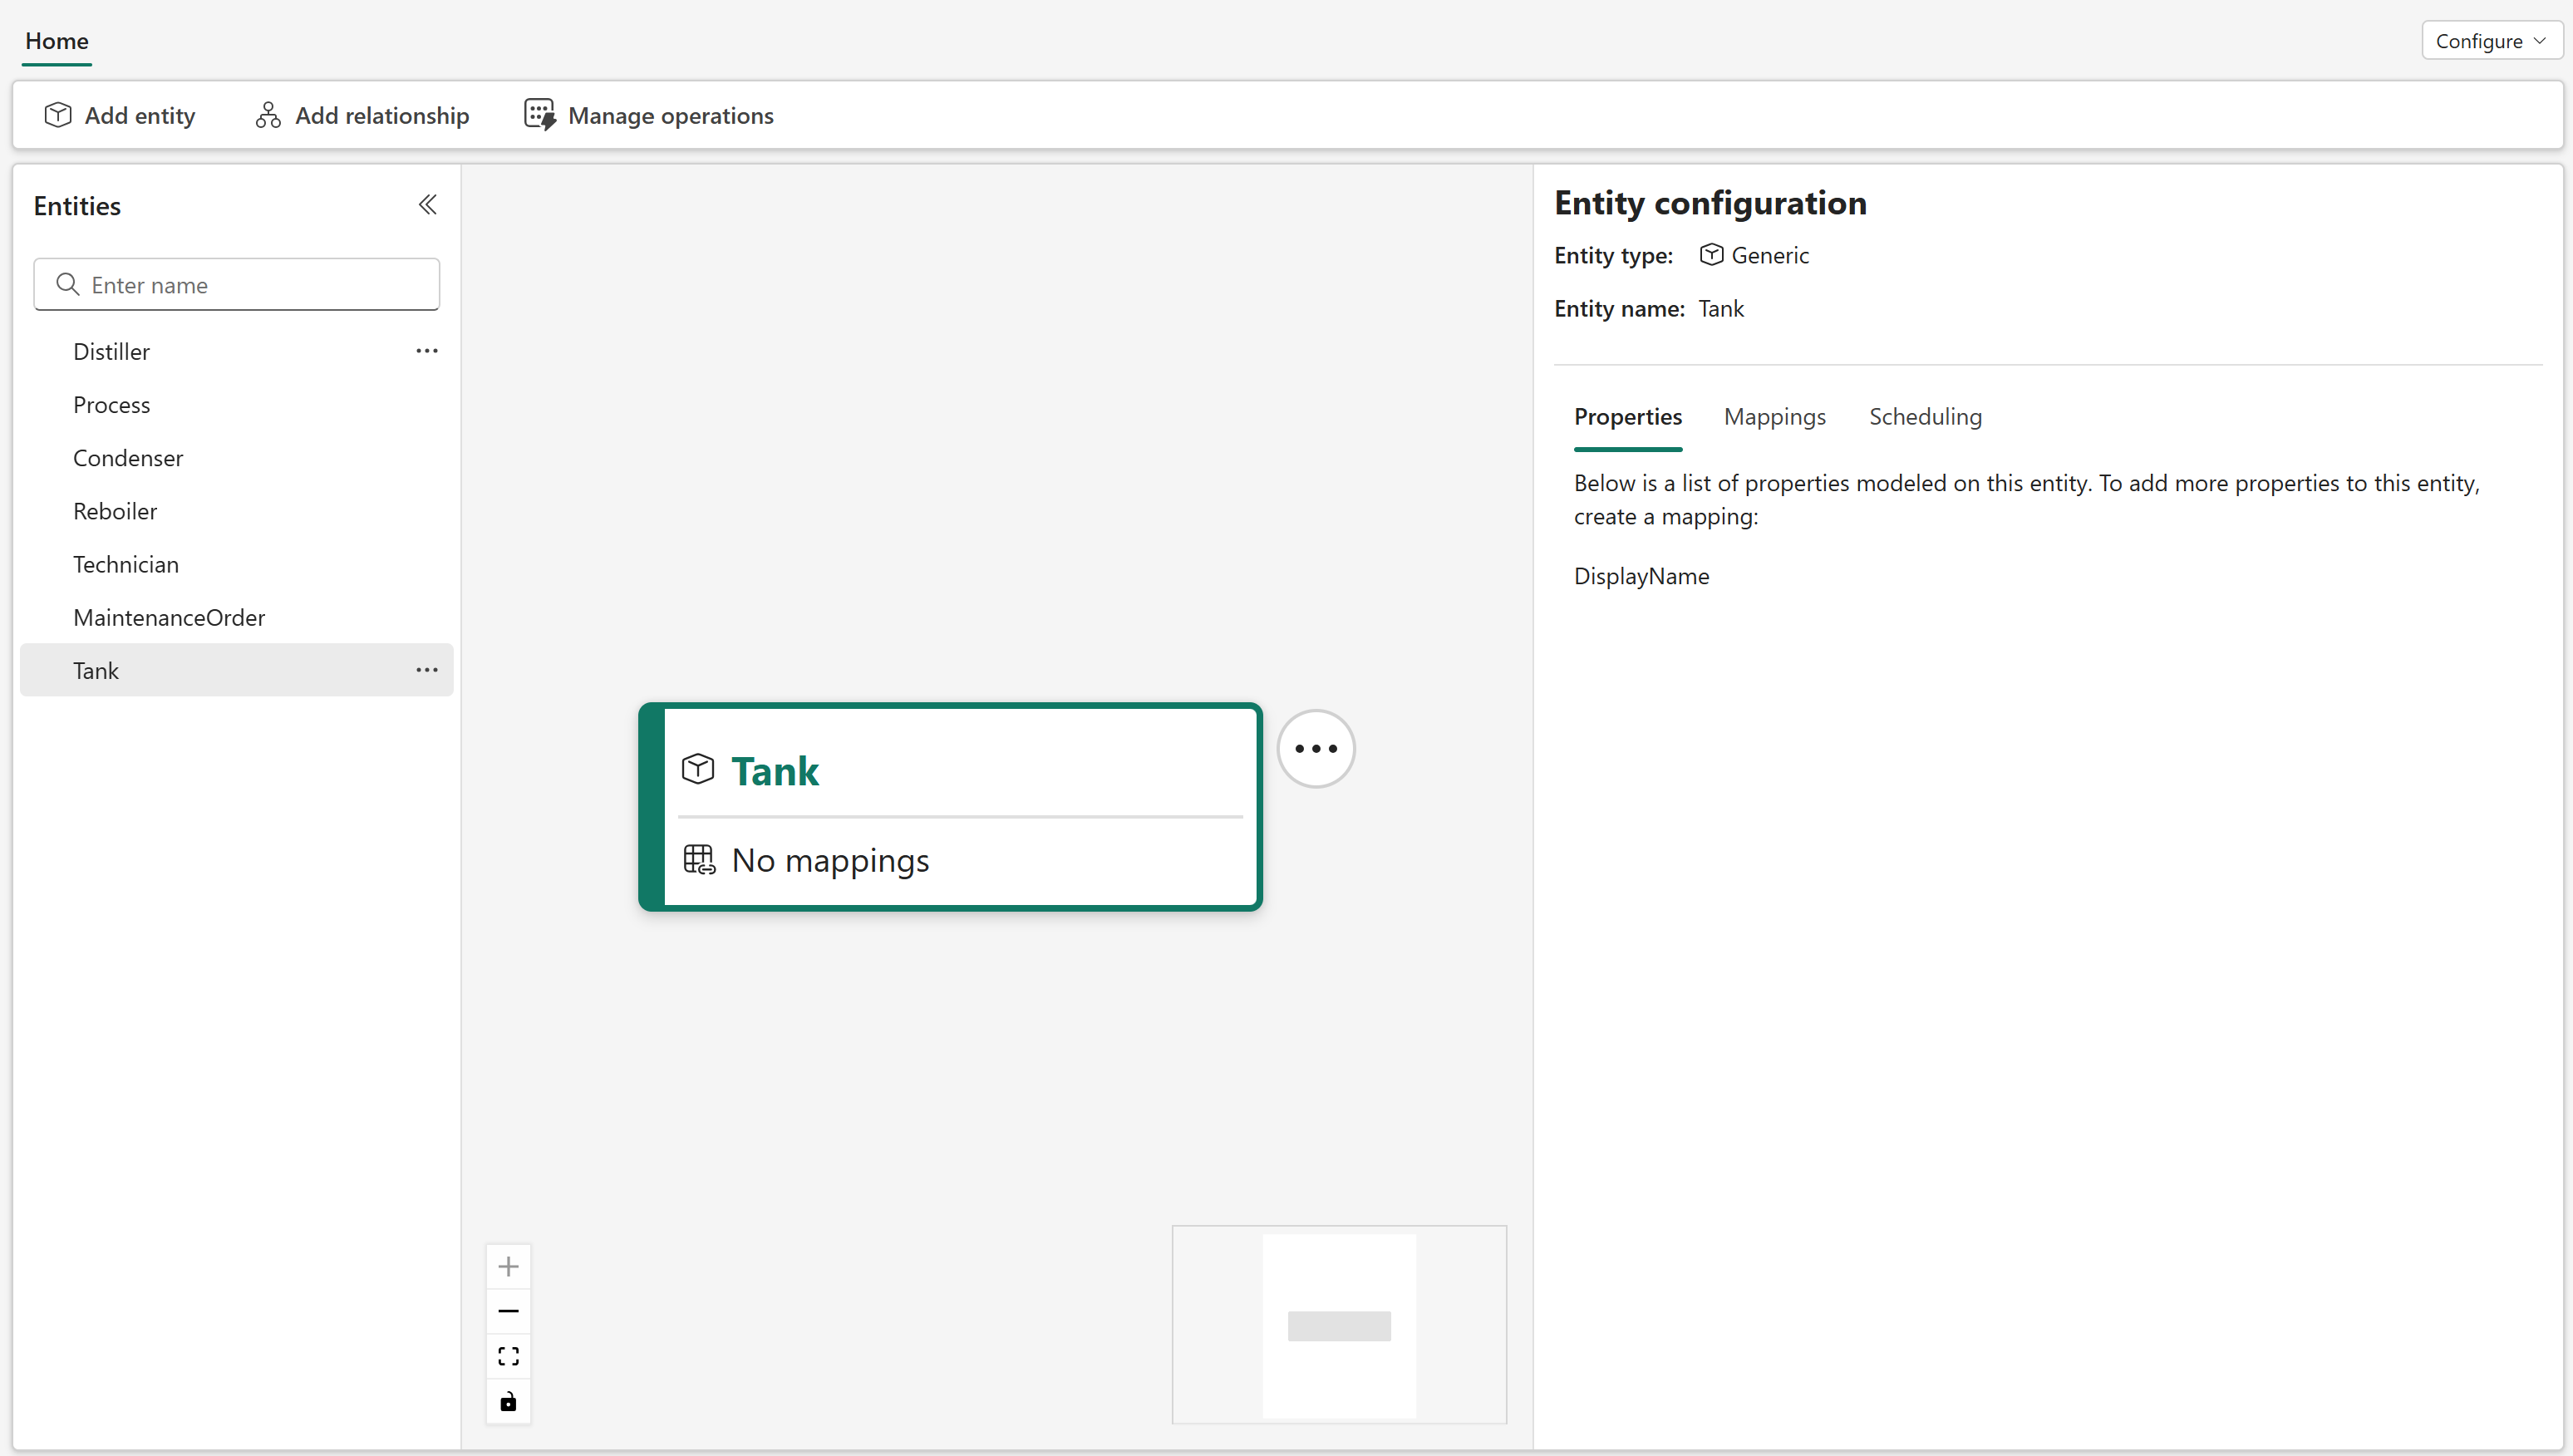 Home
Configure
Add entity
Add relationship
Manage operations
Entities
Enter name
Distiller
Process
Condenser
Reboiler
Technician
MaintenanceOrder
Tank
Tank
No mappings
Entity configuration
Entity type: Generic
Entity name: Tank
Properties Mappings Scheduling
Below is a list of properties modeled on this entity. To add more properties to this entity,
create a mapping:
DisplayName